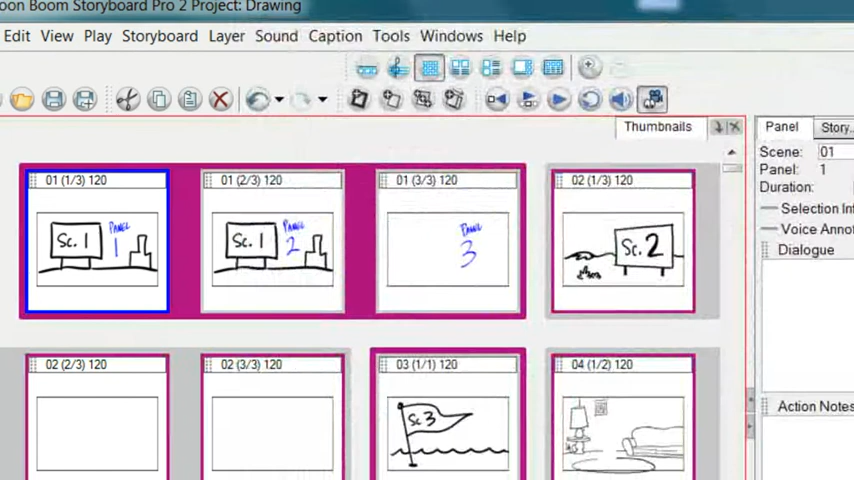 oon Boom Storyboard Pro 2 Project: Drawing
Edit View Play Storyboard Layer Sound Caption Tools Windows Help
Thumbnails
Panel
Story...
Scene: 01
Panel: 1
Duration:
Selection Inf
Voice Annot
Dialogue
Action Notes
01 (1/3) 120
01 (2/3) 120
01 (3/3) 120
02 (1/3) 120
Sc. 1
PANEL
1
Sc. 1
PANEL
2
PANEL
3
Sc. 2
02 (2/3) 120
02 (3/3) 120
03 (1/1) 120
04 (1/2) 120
Sc 3